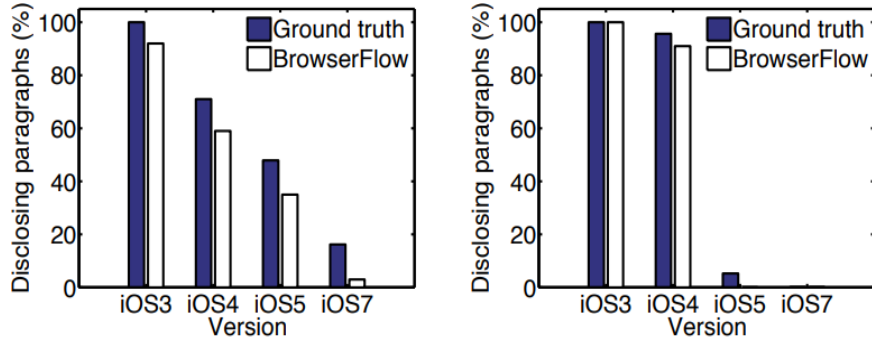 100
80
60
40
20
0
Disclosing paragraphs (%)
Ground truth
BrowserFlow
iOS3 iOS4 iOS5 iOS7
Version
100
80
60
40
20
0
Disclosing paragraphs (%)
Ground truth
BrowserFlow
iOS3 iOS4 iOS5 iOS7
Version